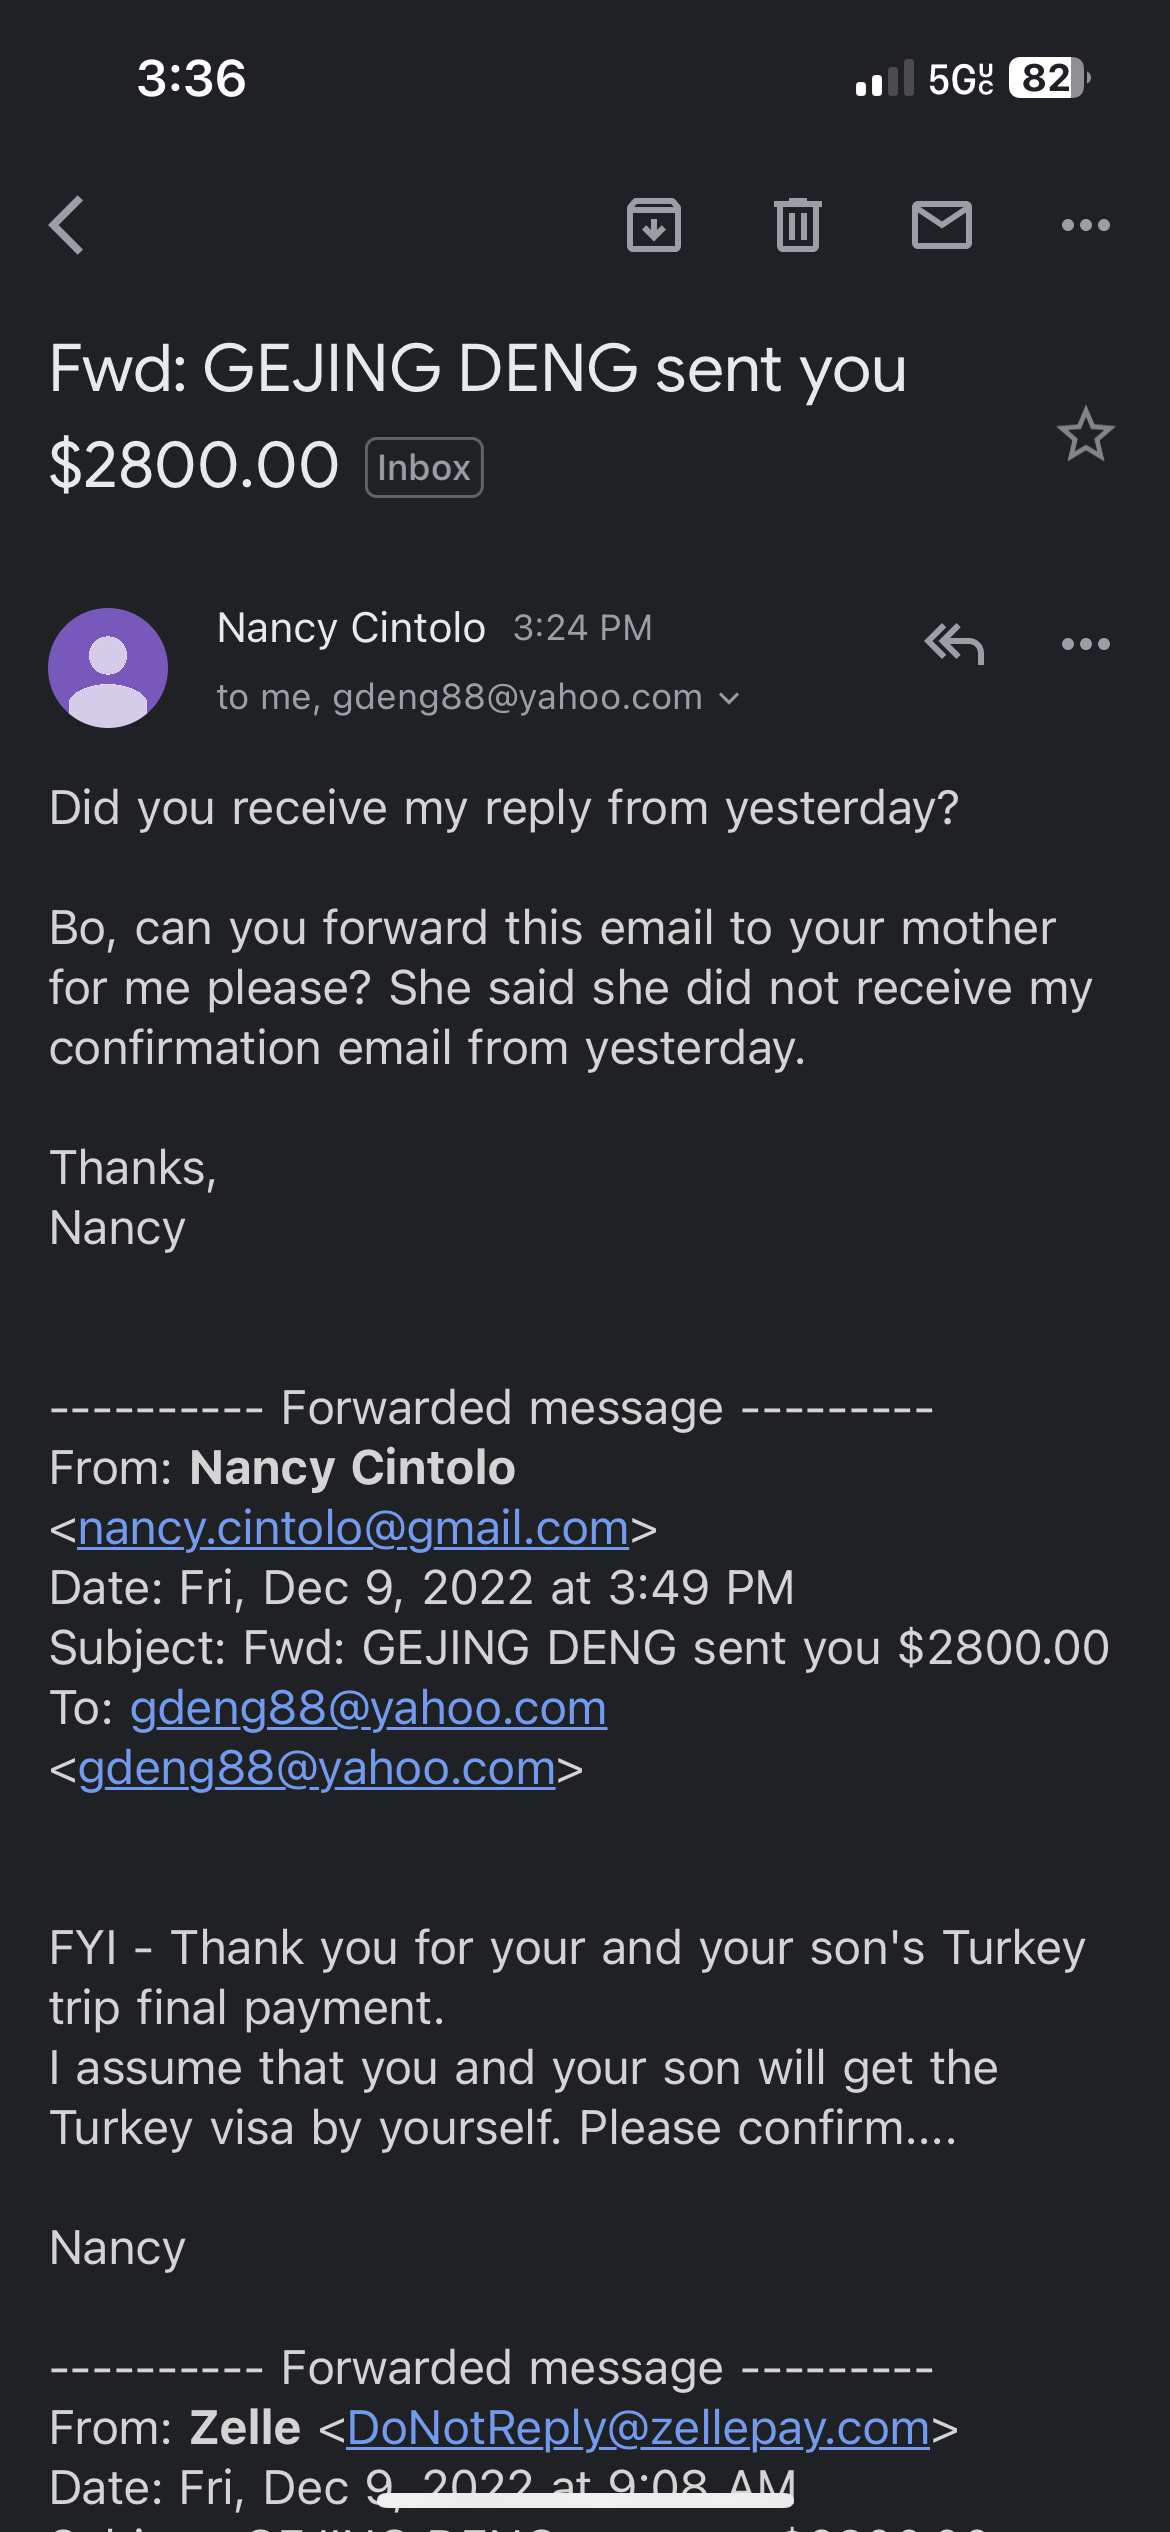 3:36
5G UC 82
Fwd: GEJING DENG sent you
$2800.00 Inbox
Nancy Cintolo 3:24 PM
to me, gdeng88@yahoo.com
Did you receive my reply from yesterday?
Bo, can you forward this email to your mother
for me please? She said she did not receive my
confirmation email from yesterday.
Thanks,
Nancy
---------- Forwarded message ---------
From: Nancy Cintolo
<nancy.cintolo@gmail.com>
Date: Fri, Dec 9, 2022 at 3:49 PM
Subject: Fwd: GEJING DENG sent you $2800.00
To: gdeng88@yahoo.com
<gdeng88@yahoo.com>
FYI - Thank you for your and your son's Turkey
trip final payment.
I assume that you and your son will get the
Turkey visa by yourself. Please confirm....
Nancy
---------- Forwarded message ---------
From: Zelle <DoNotReply@zellepay.com>
Date: Fri, Dec 9, 2022 at 9:08 AM